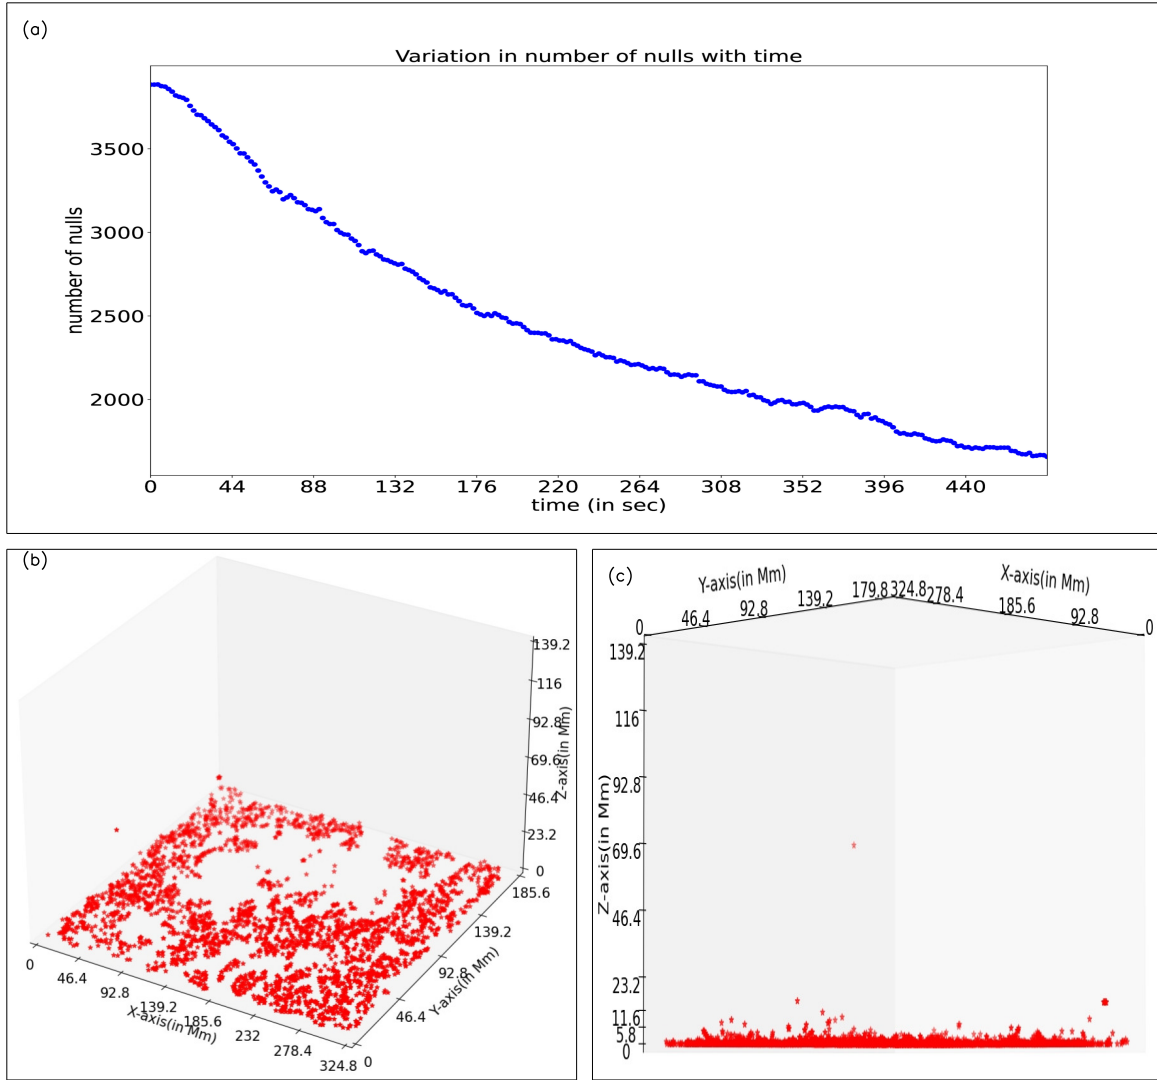 (a)
Variation in number of nulls with time
number of nulls
3500
3000
2500
2000
0 44 88 132 176 220 264 308 352 396 440
time (in sec)
(b)
139.2
116
92.8
69.6
46.4
23.2
0
Z-axis(in Mm)
185.6
139.2
92.8
46.4
0
Y-axis(in Mm)
0
46.4
92.8
139.2
185.6
232
278.4
324.8
X-axis(in Mm)
(c)
Y-axis(in Mm)
X-axis(in Mm)
0 46.4 92.8 139.2 179.8 324.8 278.4 185.6 92.8 0
139.2
116
92.8
69.6
46.4
23.2
11.6
5.8
0
Z-axis(in Mm)